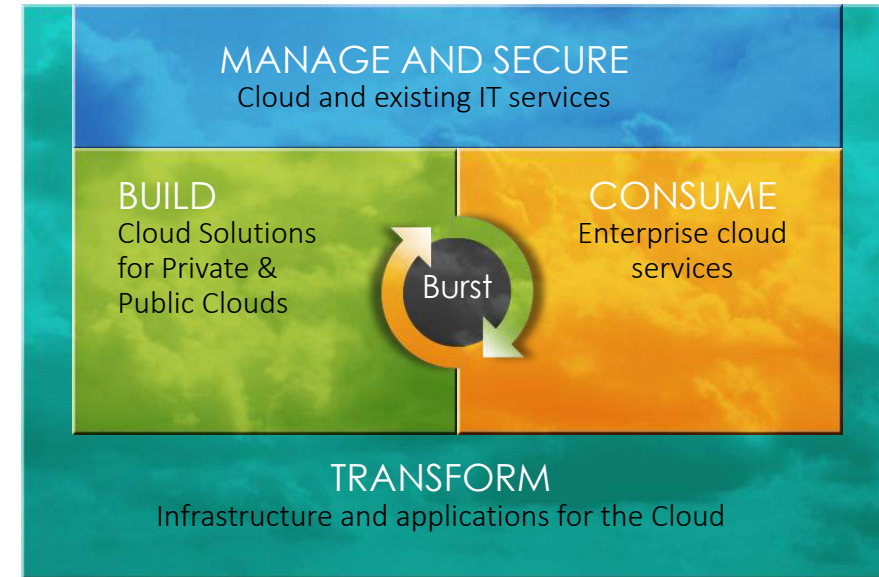 MANAGE AND SECURE
Cloud and existing IT services
BUILD
Cloud Solutions
for Private &
Public Clouds
Burst
CONSUME
Enterprise cloud
services
TRANSFORM
Infrastructure and applications for the Cloud